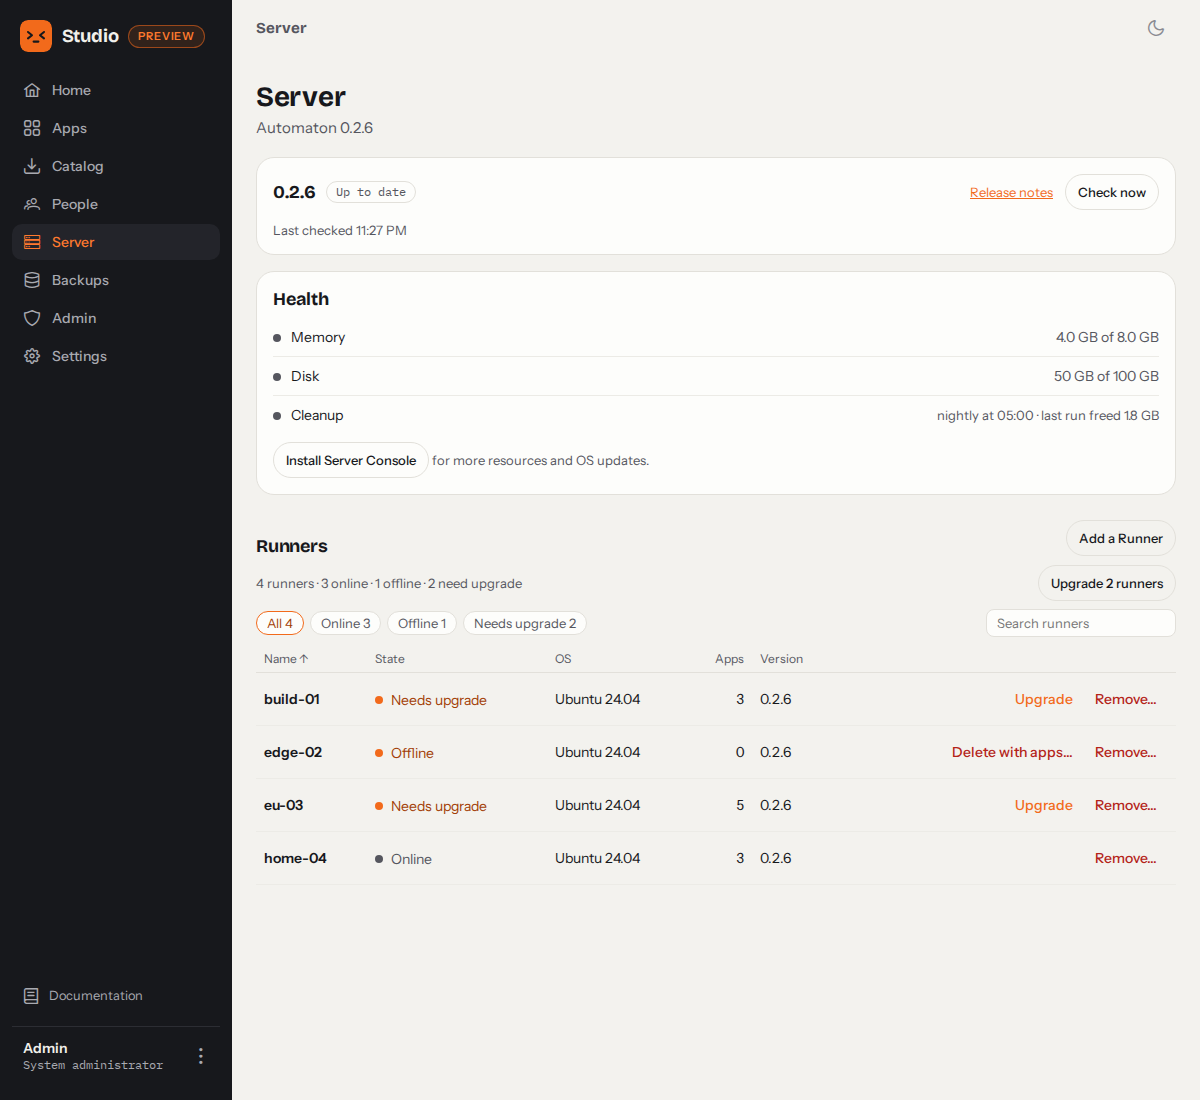 Studio PREVIEW
Home
Apps
Catalog
People
Server
Backups
Admin
Settings
Documentation
Admin
System administrator
Server
Server
Automaton 0.2.6
0.2.6 Up to date Release notes Check now
Last checked 11:27 PM
Health
Memory 4.0 GB of 8.0 GB
Disk 50 GB of 100 GB
Cleanup nightly at 05:00 · last run freed 1.8 GB
Install Server Console for more resources and OS updates.
Runners Add a Runner
4 runners · 3 online · 1 offline · 2 need upgrade Upgrade 2 runners
All 4 Online 3 Offline 1 Needs upgrade 2 Search runners
Name ↑ State OS Apps Version
build-01 Needs upgrade Ubuntu 24.04 3 0.2.6 Upgrade Remove...
edge-02 Offline Ubuntu 24.04 0 0.2.6 Delete with apps... Remove...
eu-03 Needs upgrade Ubuntu 24.04 5 0.2.6 Upgrade Remove...
home-04 Online Ubuntu 24.04 3 0.2.6 Remove...